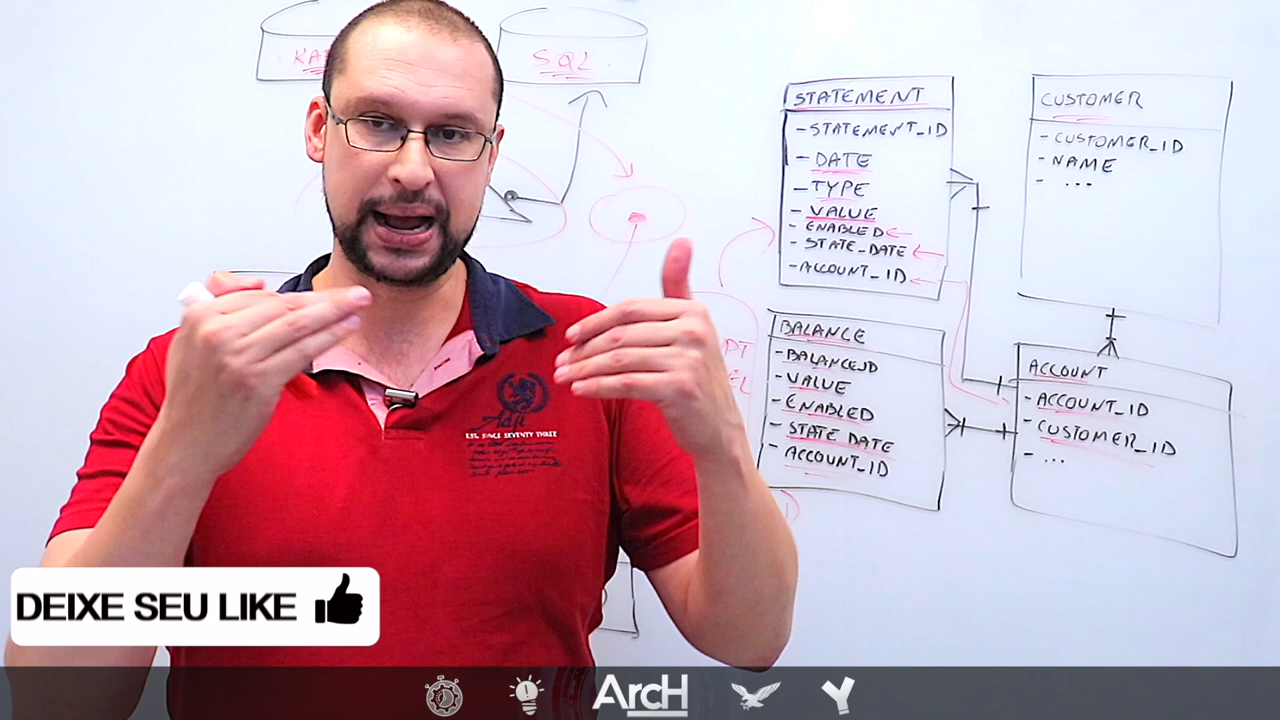 SQL
STATEMENT
- STATEMENT_ID
- DATE
- TYPE
- VALUE
- ENABLED
- STATE_DATE
- ACCOUNT_ID
CUSTOMER
- CUSTOMER_ID
- NAME
- ...
BALANCE
- BALANCE_ID
- VALUE
- ENABLED
- STATE DATE
- ACCOUNT_ID
ACCOUNT
- ACCOUNT_ID
- CUSTOMER_ID
- ...
EST. SINCE SEVENTY THREE
DEIXE SEU LIKE
ArcH